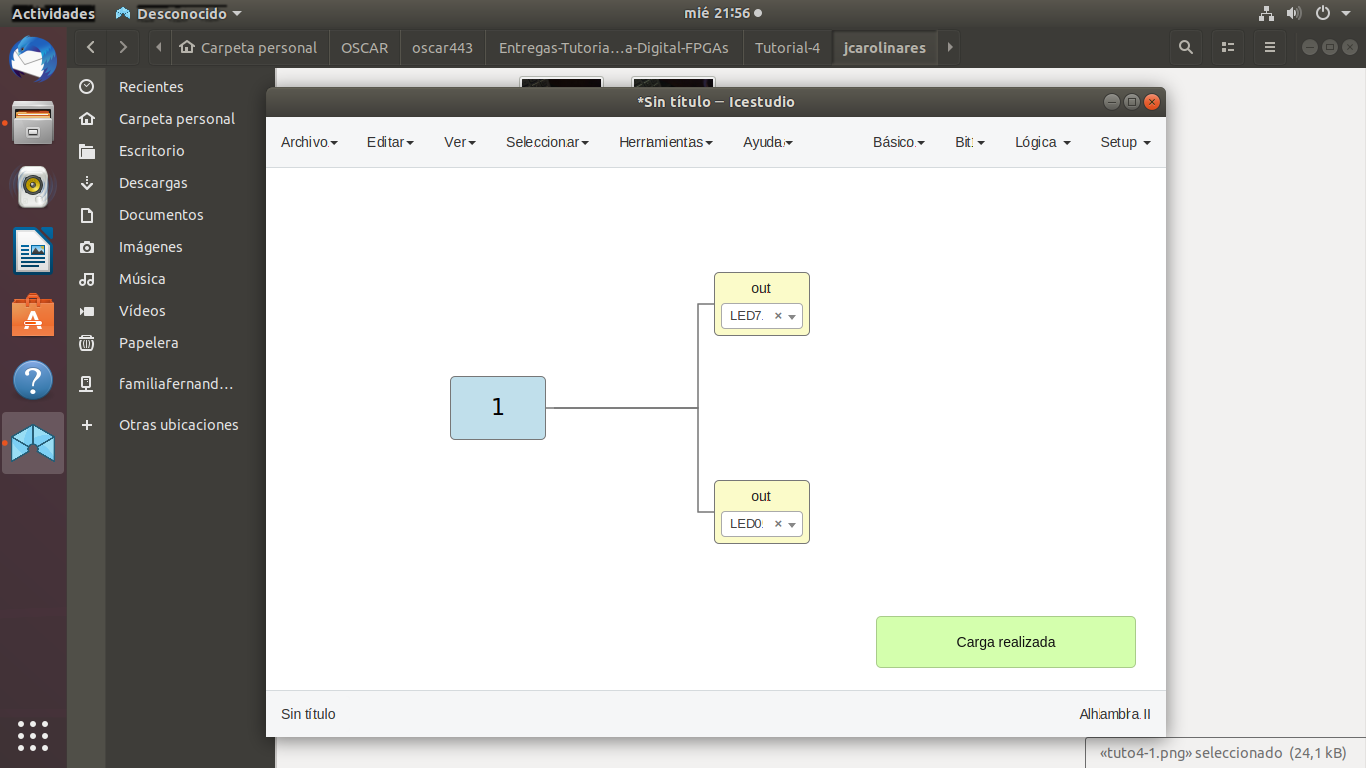 Actividades
Desconocido
mié 21:56
Carpeta personal
OSCAR
oscar443
Entregas-Tutoria…a-Digital-FPGAs
Tutorial-4
jcarolinares
Recientes
Carpeta personal
Escritorio
Descargas
Documentos
Imágenes
Música
Vídeos
Papelera
familiafernand…
Otras ubicaciones
*Sin título — Icestudio
Archivo
Editar
Ver
Seleccionar
Herramientas
Ayuda
Básico
Bit
Lógica
Setup
out
LED7
1
out
LED0
Carga realizada
Sin título
Alhambra II
«tuto4-1.png» seleccionado (24,1 kB)